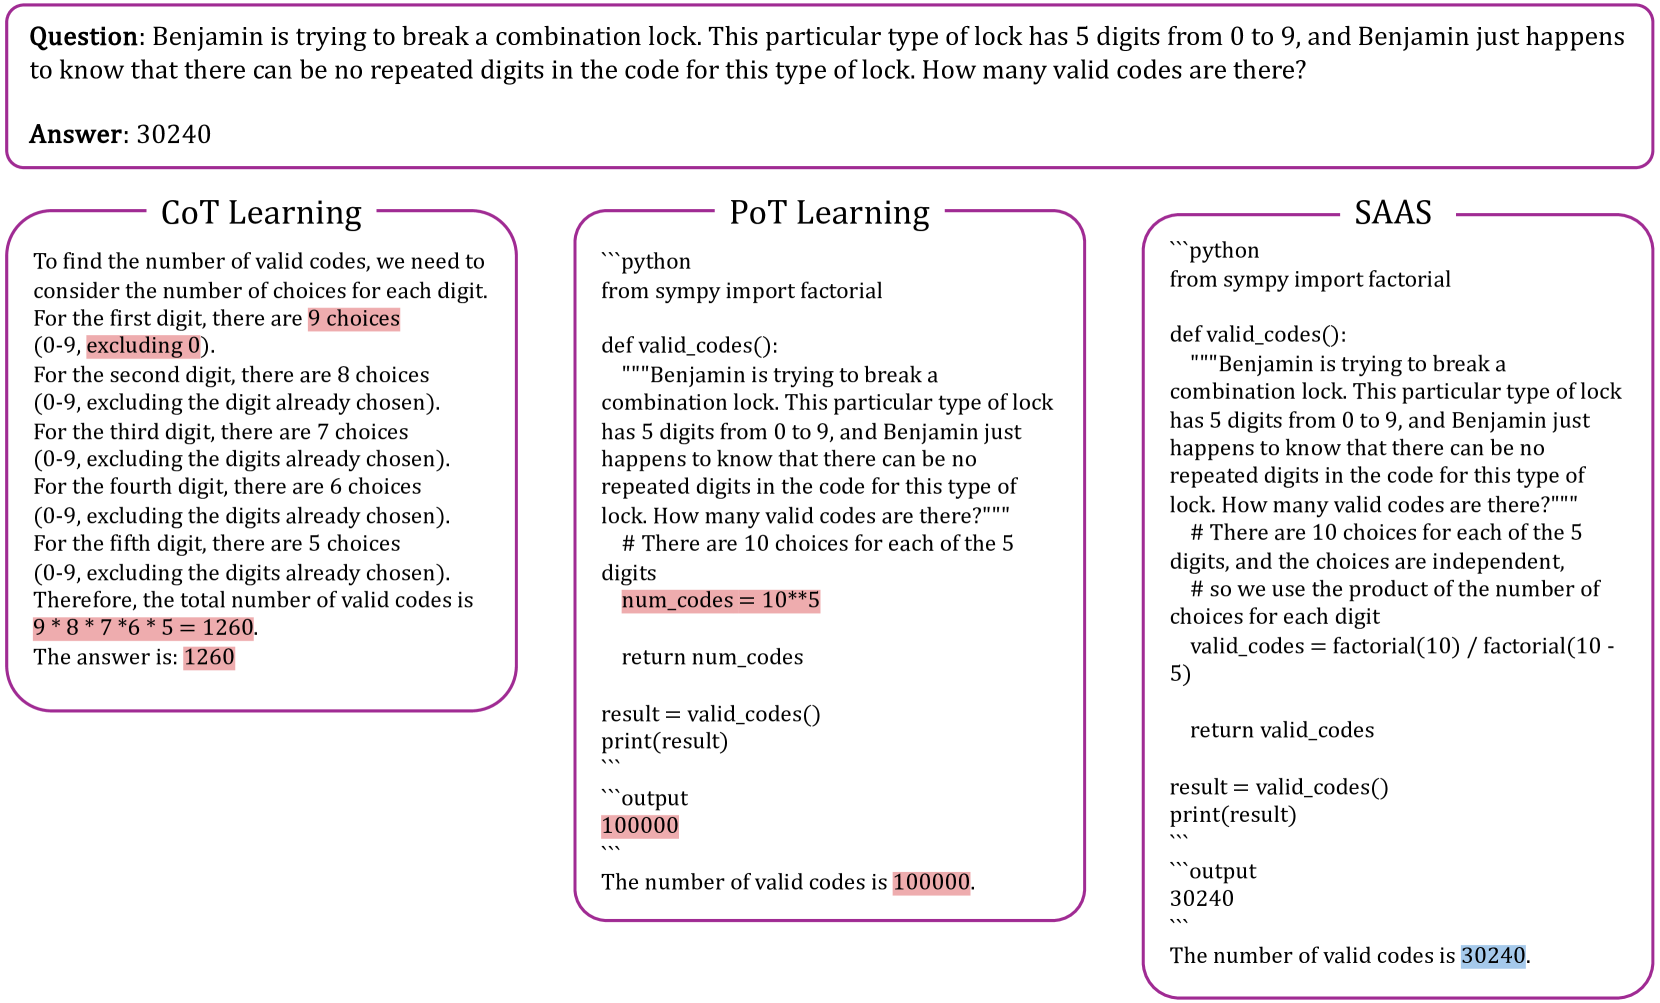 Question: Benjamin is trying to break a combination lock. This particular type of lock has 5 digits from 0 to 9, and Benjamin just happens
to know that there can be no repeated digits in the code for this type of lock. How many valid codes are there?
Answer: 30240
CoT Learning
To find the number of valid codes, we need to
consider the number of choices for each digit.
For the first digit, there are 9 choices
(0-9, excluding 0).
For the second digit, there are 8 choices
(0-9, excluding the digit already chosen).
For the third digit, there are 7 choices
(0-9, excluding the digits already chosen).
For the fourth digit, there are 6 choices
(0-9, excluding the digits already chosen).
For the fifth digit, there are 5 choices
(0-9, excluding the digits already chosen).
Therefore, the total number of valid codes is
9 * 8 * 7 *6 * 5 = 1260.
The answer is: 1260
PoT Learning
```python
from sympy import factorial
def valid_codes():
"""Benjamin is trying to break a
combination lock. This particular type of lock
has 5 digits from 0 to 9, and Benjamin just
happens to know that there can be no
repeated digits in the code for this type of
lock. How many valid codes are there?"""
# There are 10 choices for each of the 5
digits
num_codes = 10**5
return num_codes
result = valid_codes()
print(result)
```
```output
100000
```
The number of valid codes is 100000.
SAAS
```python
from sympy import factorial
def valid_codes():
"""Benjamin is trying to break a
combination lock. This particular type of lock
has 5 digits from 0 to 9, and Benjamin just
happens to know that there can be no
repeated digits in the code for this type of
lock. How many valid codes are there?"""
# There are 10 choices for each of the 5
digits, and the choices are independent,
# so we use the product of the number of
choices for each digit
valid_codes = factorial(10) / factorial(10 -
5)
return valid_codes
result = valid_codes()
print(result)
```
```output
30240
```
The number of valid codes is 30240.